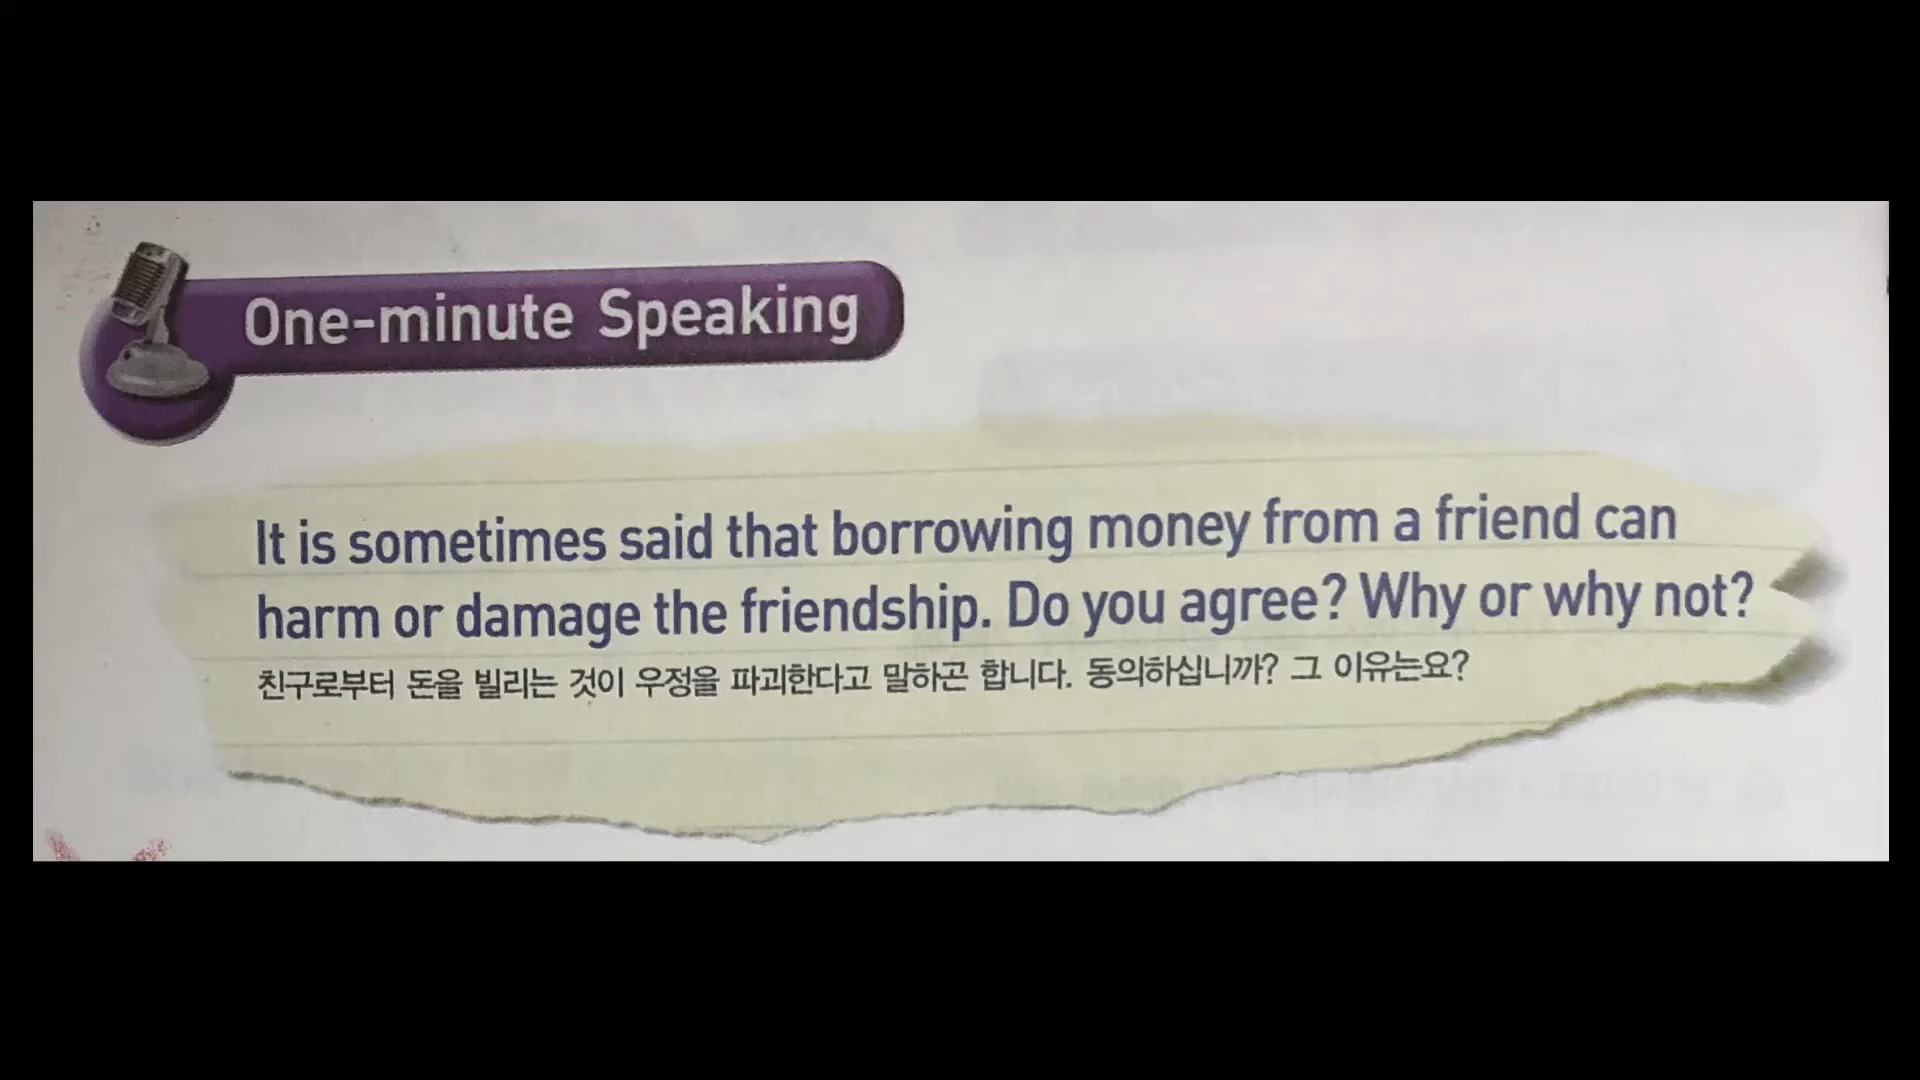 One-minute Speaking
It is sometimes said that borrowing money from a friend can
harm or damage the friendship. Do you agree? Why or why not?
친구로부터 돈을 빌리는 것이 우정을 파괴한다고 말하곤 합니다. 동의하십니까? 그 이유는요?